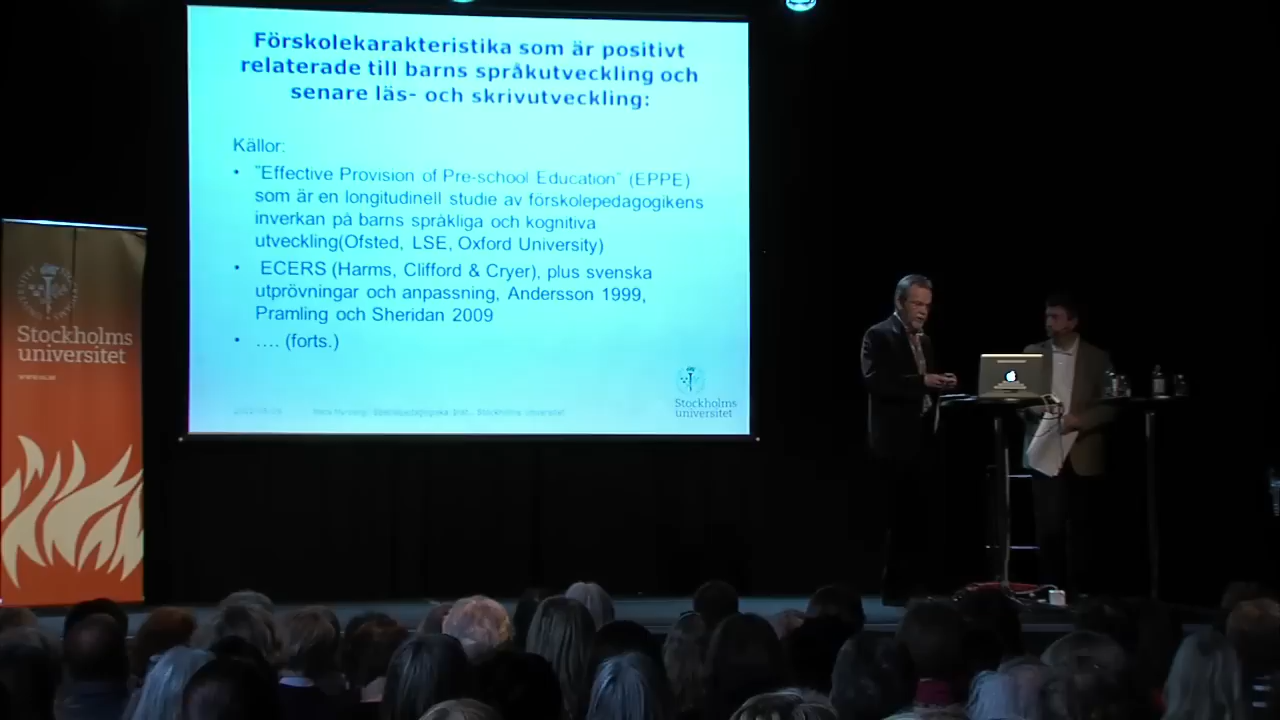 Förskolekarakteristika som är positivt
relaterade till barns språkutveckling och
senare läs- och skrivutveckling:
Källor:
• "Effective Provision of Pre-school Education" (EPPE)
som är en longitudinell studie av förskolepedagogikens
inverkan på barns språkliga och kognitiva
utveckling(Ofsted, LSE, Oxford University)
• ECERS (Harms, Clifford & Cryer), plus svenska
utprövningar och anpassning, Andersson 1999,
Pramling och Sheridan 2009
• .... (forts.)
Stockholms
universitet
Stockholms
universitet